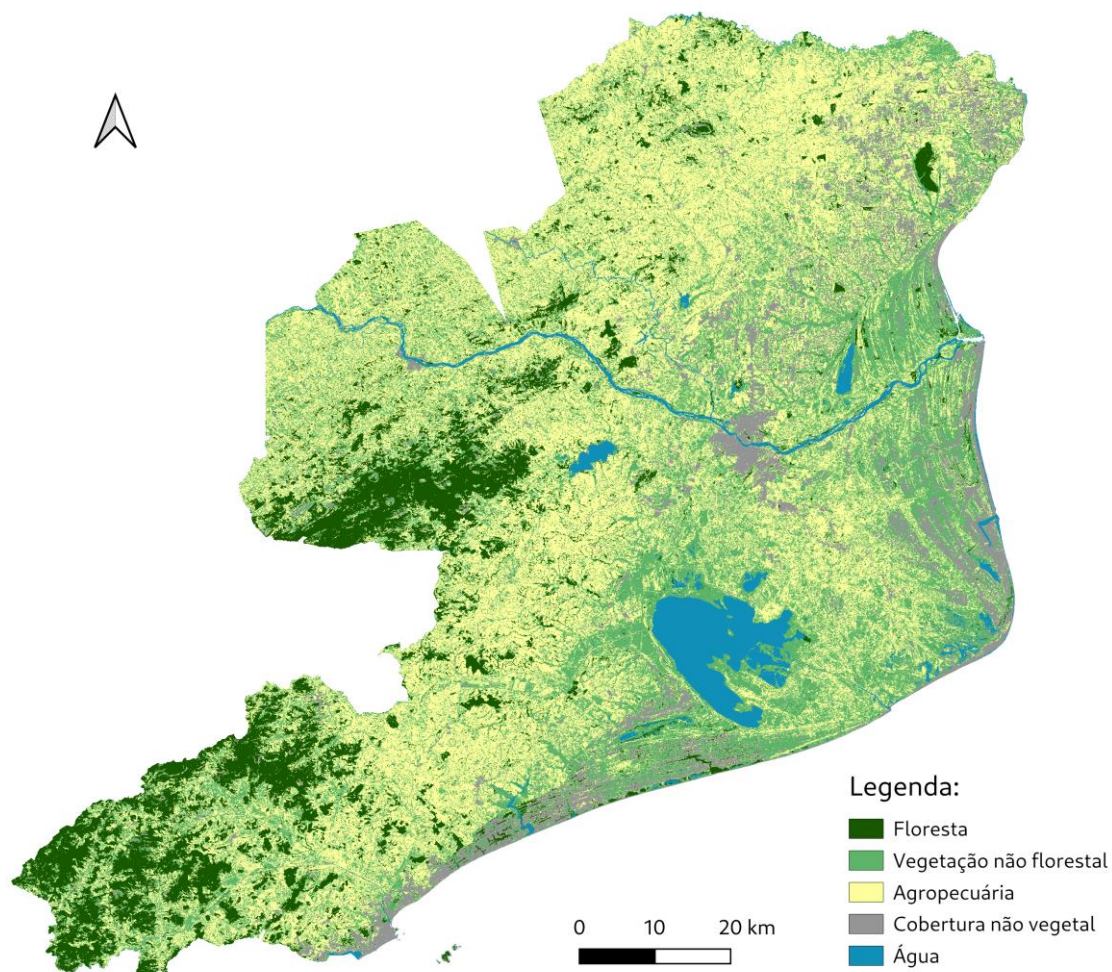 Legenda:
Floresta
Vegetação não florestal
Agropecuária
Cobertura não vegetal
Água
0 10 20 km